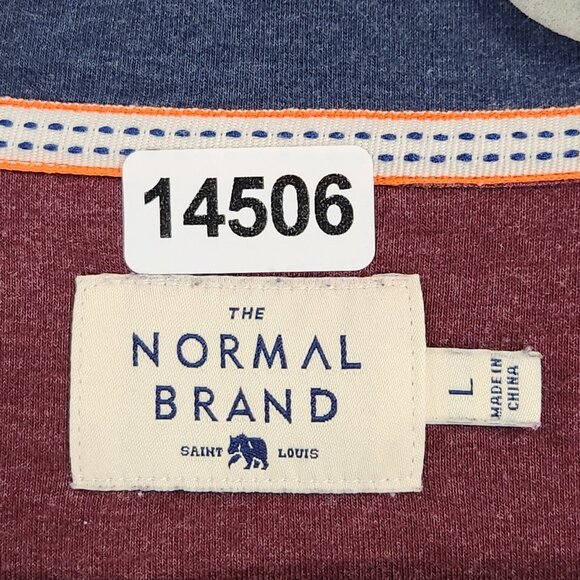 14506
THE
NORMAL
BRAND
SAINT LOUIS
L
MADE IN
CHINA